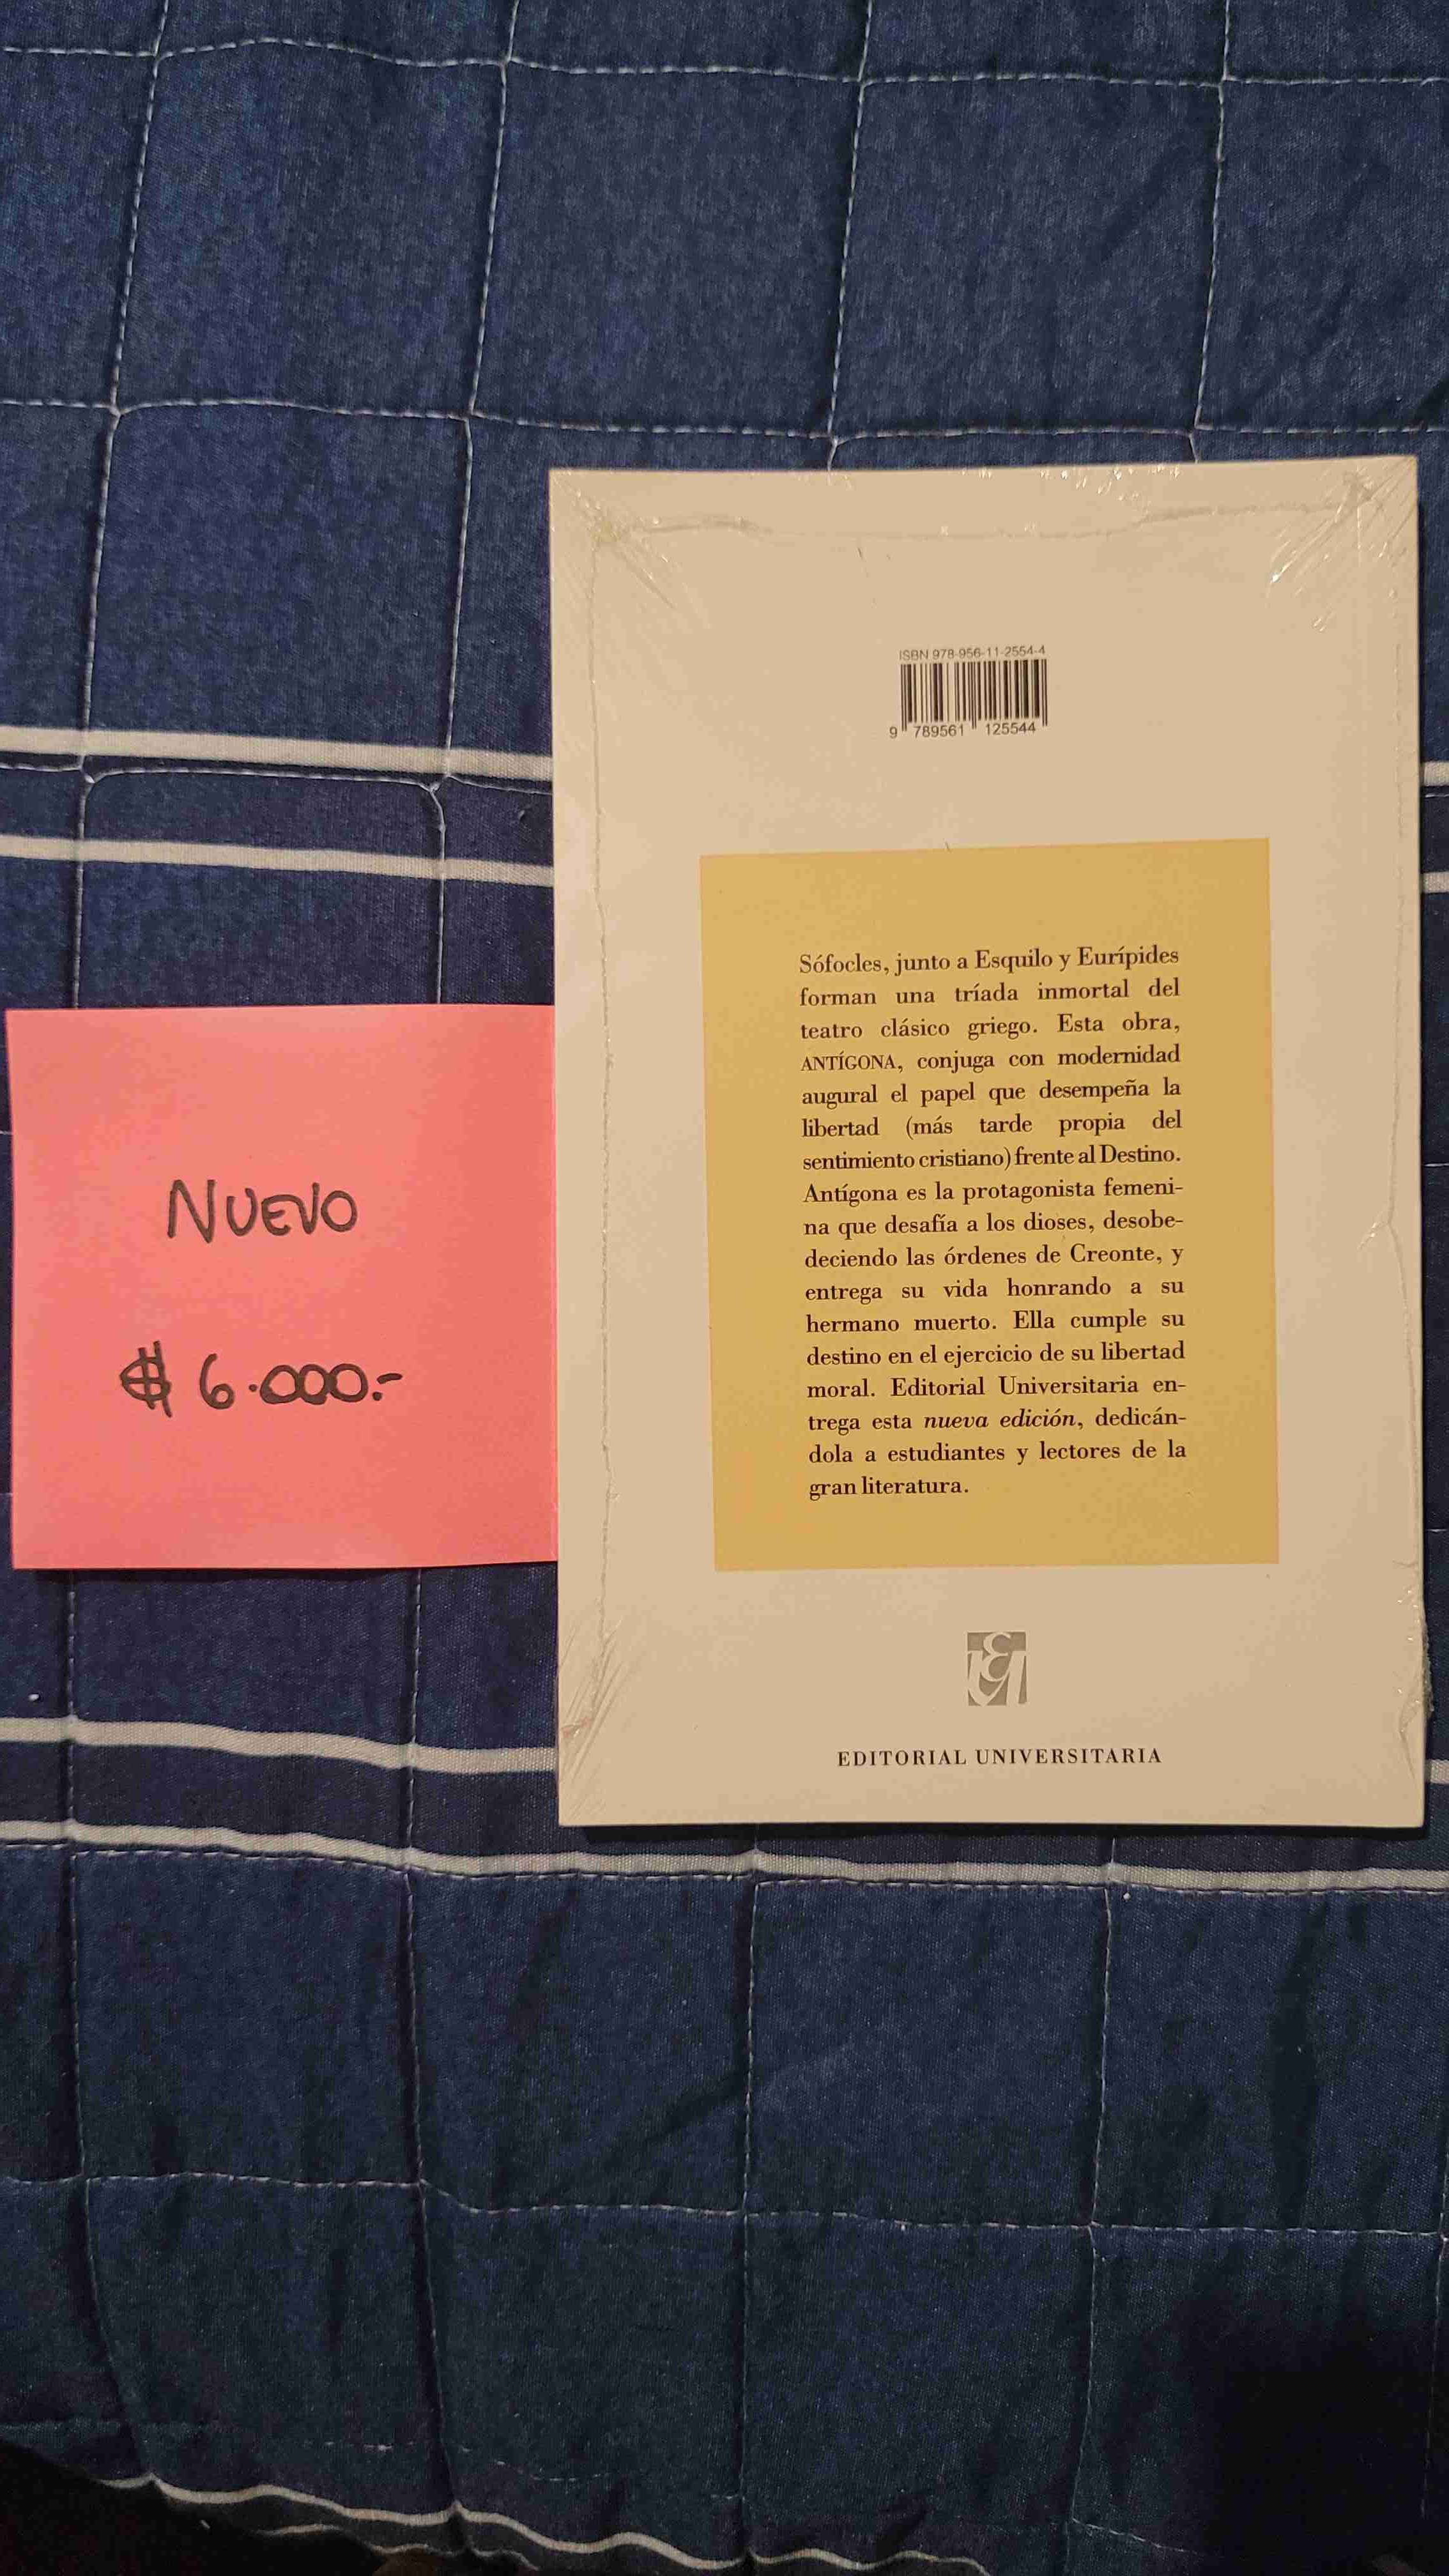 NUEVO
$ 6.000.-
ISBN 978-956-11-2554-4
9 789561 125544
Sófocles, junto a Esquilo y Eurípides
forman una tríada inmortal del
teatro clásico griego. Esta obra,
ANTÍGONA, conjuga con modernidad
augural el papel que desempeña la
libertad (más tarde propia del
sentimiento cristiano) frente al Destino.
Antígona es la protagonista femeni-
na que desafía a los dioses, desobe-
deciendo las órdenes de Creonte, y
entrega su vida honrando a su
hermano muerto. Ella cumple su
destino en el ejercicio de su libertad
moral. Editorial Universitaria en-
trega esta nueva edición, dedicán-
dola a estudiantes y lectores de la
gran literatura.
EDITORIAL UNIVERSITARIA